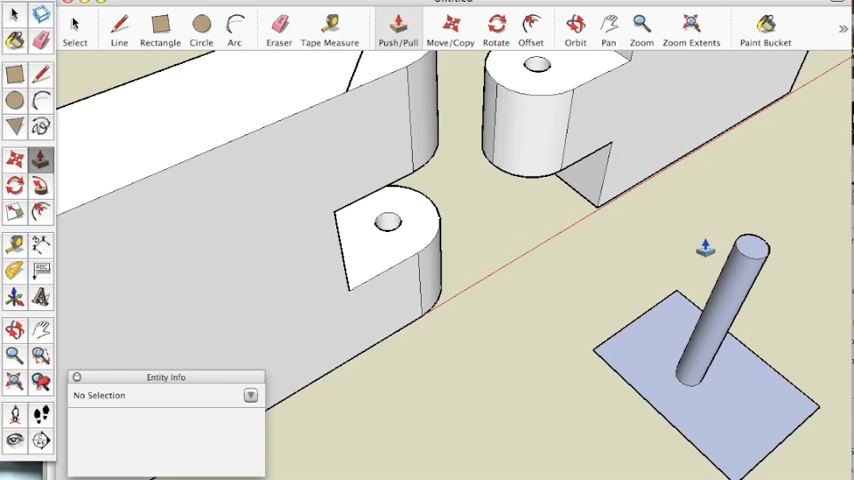 Untitled
Select Line Rectangle Circle Arc Eraser Tape Measure Push/Pull Move/Copy Rotate Offset Orbit Pan Zoom Zoom Extents Paint Bucket
Entity Info
No Selection